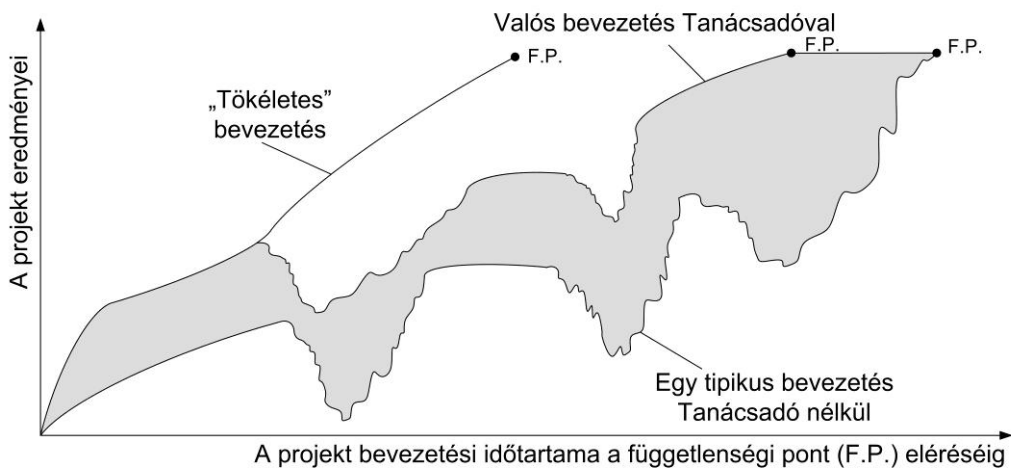 Valós bevezetés Tanácsadóval
F.P.
F.P.
F.P.
„Tökéletes”
bevezetés
A projekt eredményei
Egy tipikus bevezetés
Tanácsadó nélkül
A projekt bevezetési időtartama a függetlenségi pont (F.P.) eléréséig